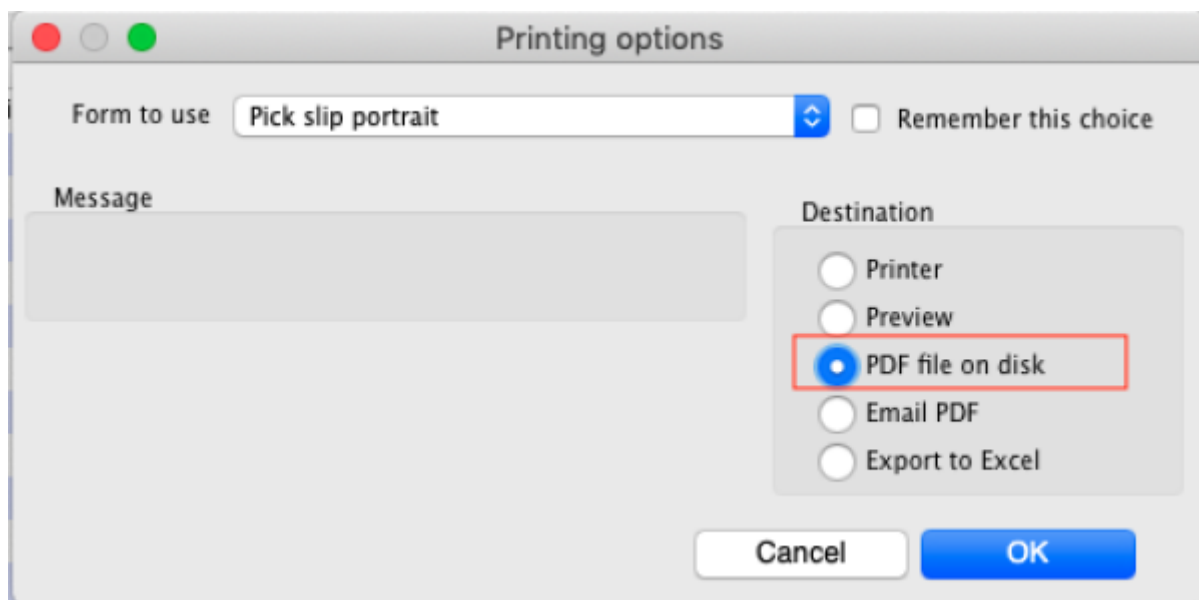 Printing options
Form to use Pick slip portrait Remember this choice
Message
Destination
Printer
Preview
PDF file on disk
Email PDF
Export to Excel
Cancel OK